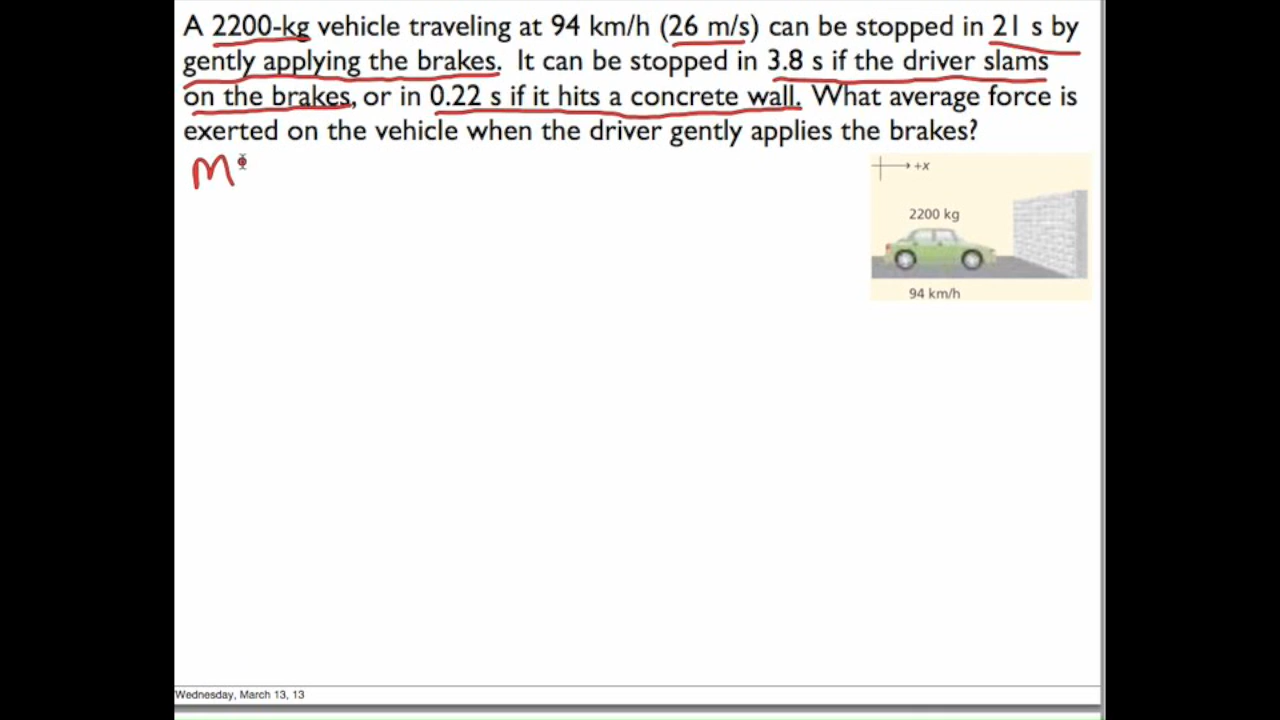 A 2200-kg vehicle traveling at 94 km/h (26 m/s) can be stopped in 21 s by
gently applying the brakes. It can be stopped in 3.8 s if the driver slams
on the brakes, or in 0.22 s if it hits a concrete wall. What average force is
exerted on the vehicle when the driver gently applies the brakes?
m
+x
2200 kg
94 km/h
Wednesday, March 13, 13